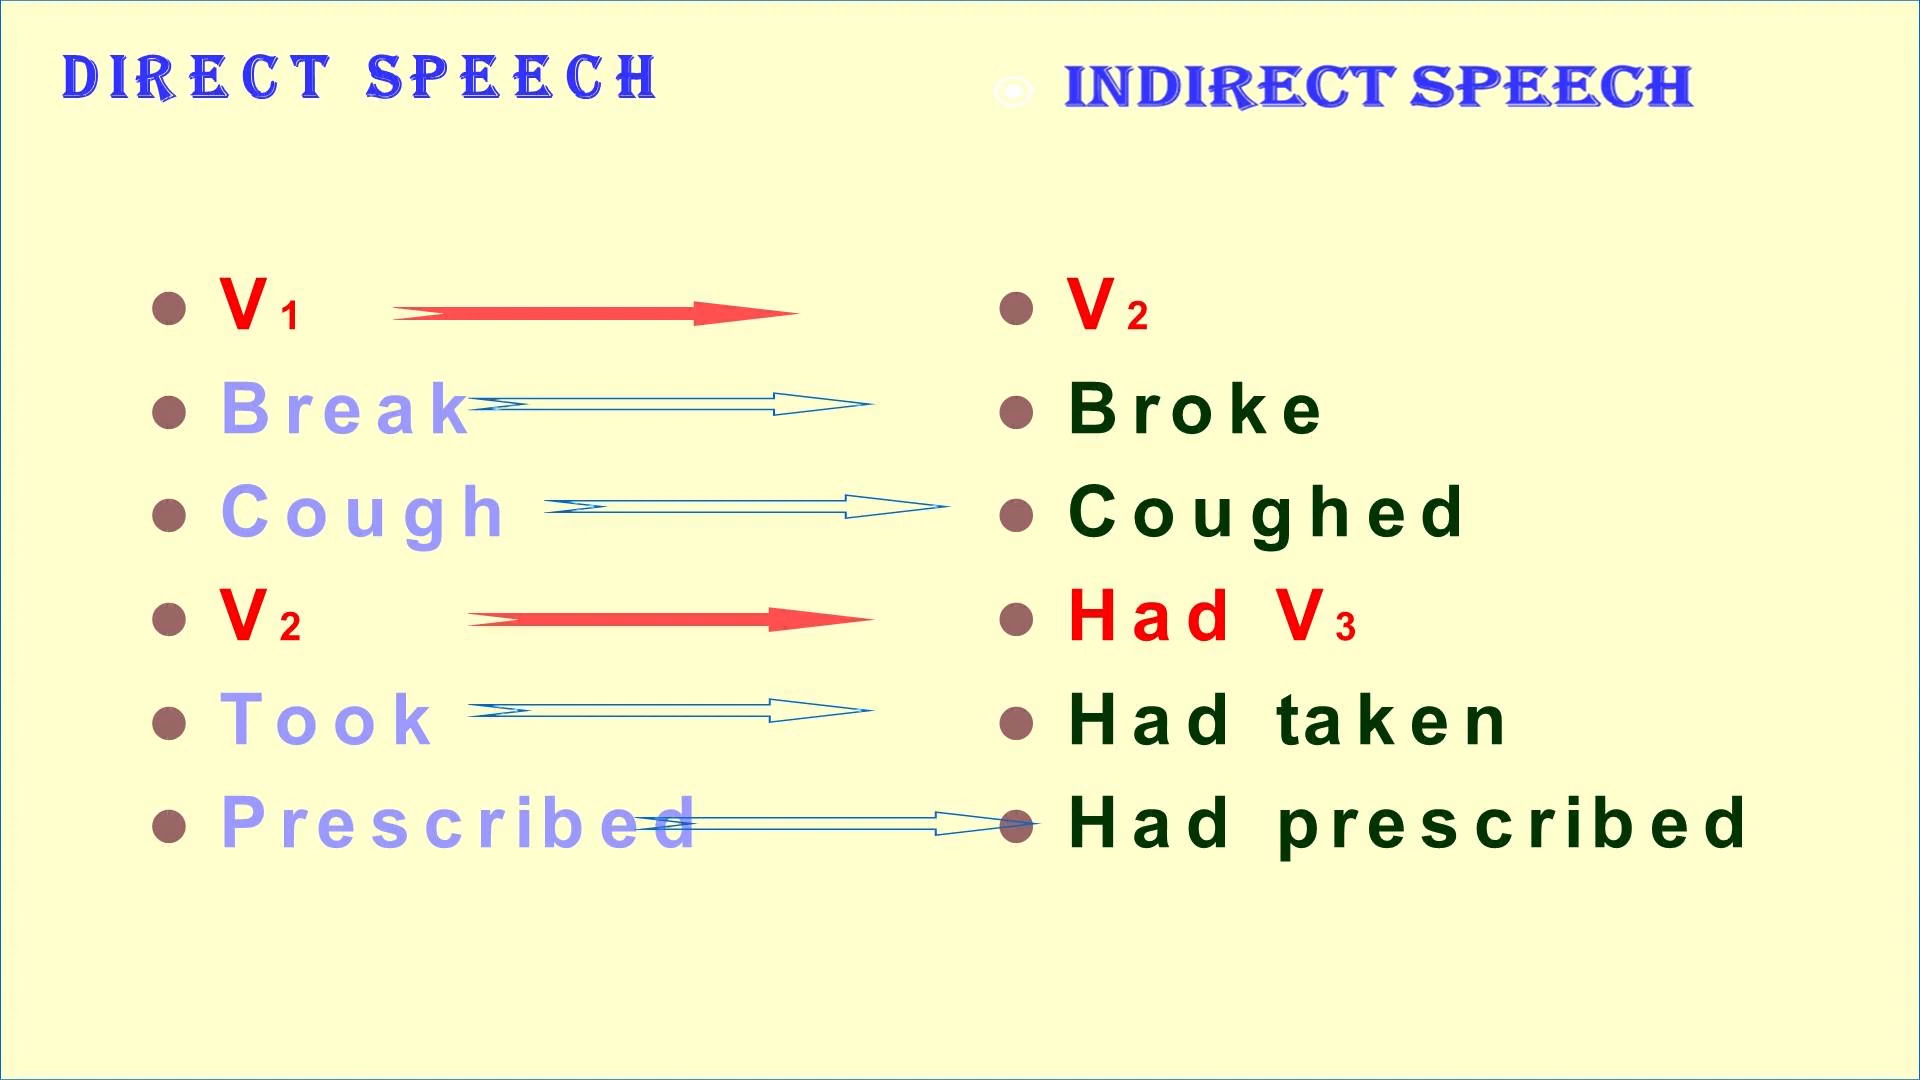 DIRECT SPEECH
INDIRECT SPEECH
V1
Break
Cough
V2
Took
Prescribed
V2
Broke
Coughed
Had V3
Had taken
Had prescribed